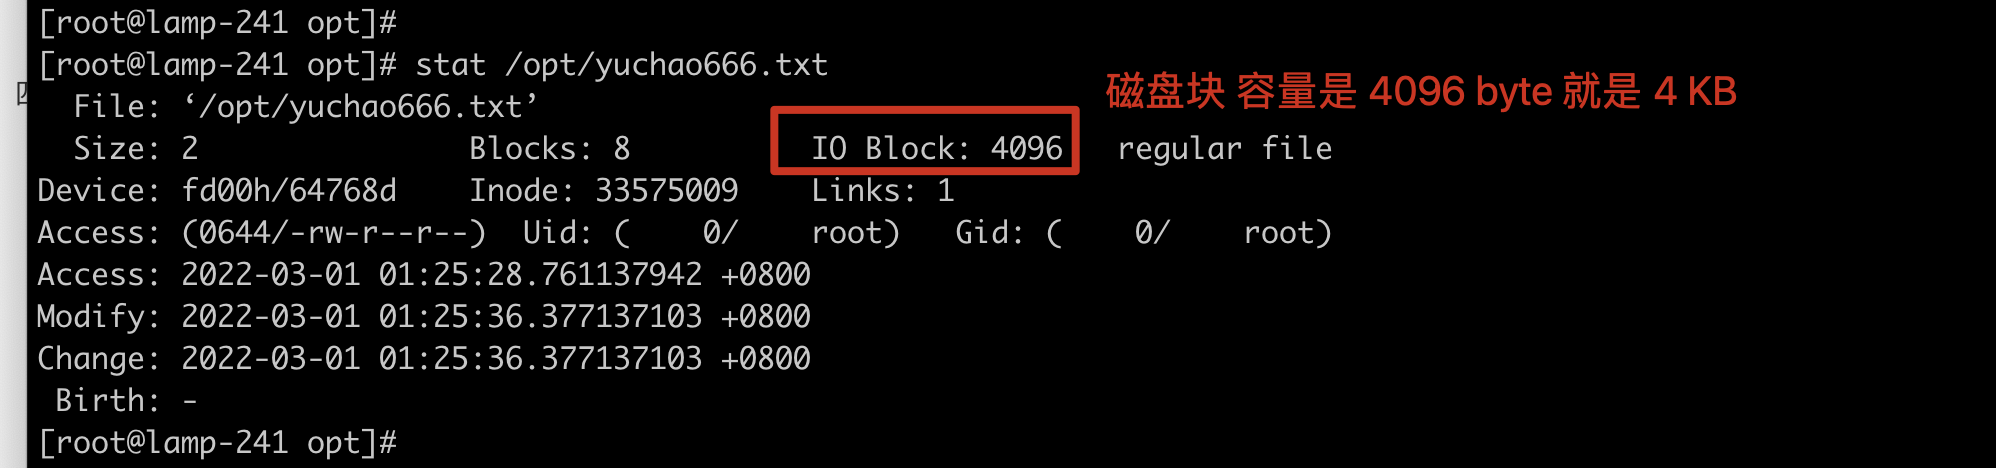 [root@lamp-241 opt]#
[root@lamp-241 opt]# stat /opt/yuchao666.txt
磁盘块 容量是 4096 byte 就是 4 KB
  File: ‘/opt/yuchao666.txt’
  Size: 2               Blocks: 8          IO Block: 4096   regular file
Device: fd00h/64768d    Inode: 33575009    Links: 1
Access: (0644/-rw-r--r--)  Uid: (    0/    root)   Gid: (    0/    root)
Access: 2022-03-01 01:25:28.761137942 +0800
Modify: 2022-03-01 01:25:36.377137103 +0800
Change: 2022-03-01 01:25:36.377137103 +0800
 Birth: -
[root@lamp-241 opt]#